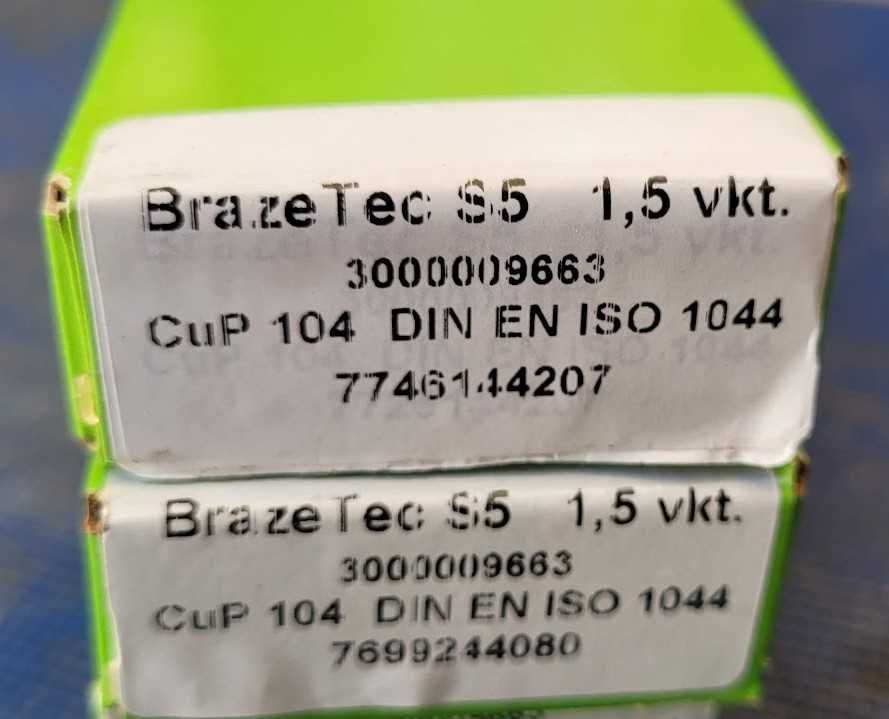 BrazeTec S5 1,5 vkt.
3000009663
CuP 104 DIN EN ISO 1044
7746144207
BrazeTec S5 1,5 vkt.
3000009663
CuP 104 DIN EN ISO 1044
7699244080